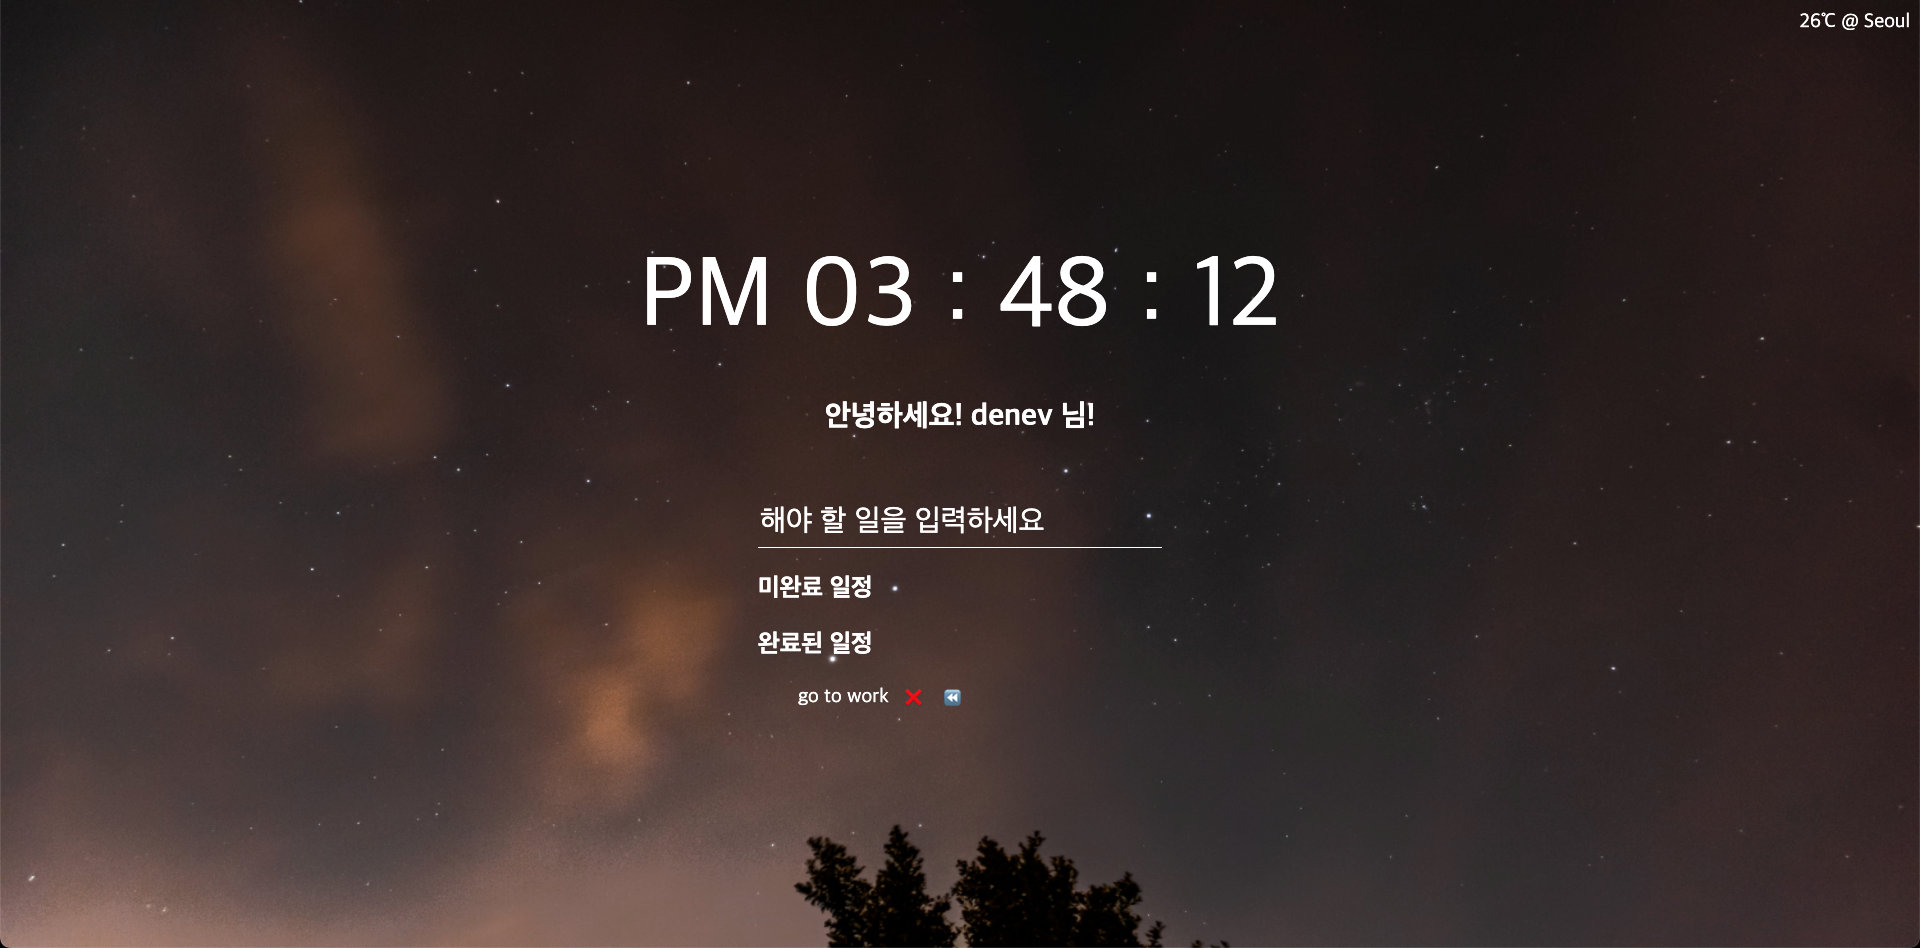 26℃ @ Seoul
PM 03 : 48 : 12
안녕하세요! denev 님!
해야 할 일을 입력하세요
미완료 일정
완료된 일정
go to work ❌ ⏪